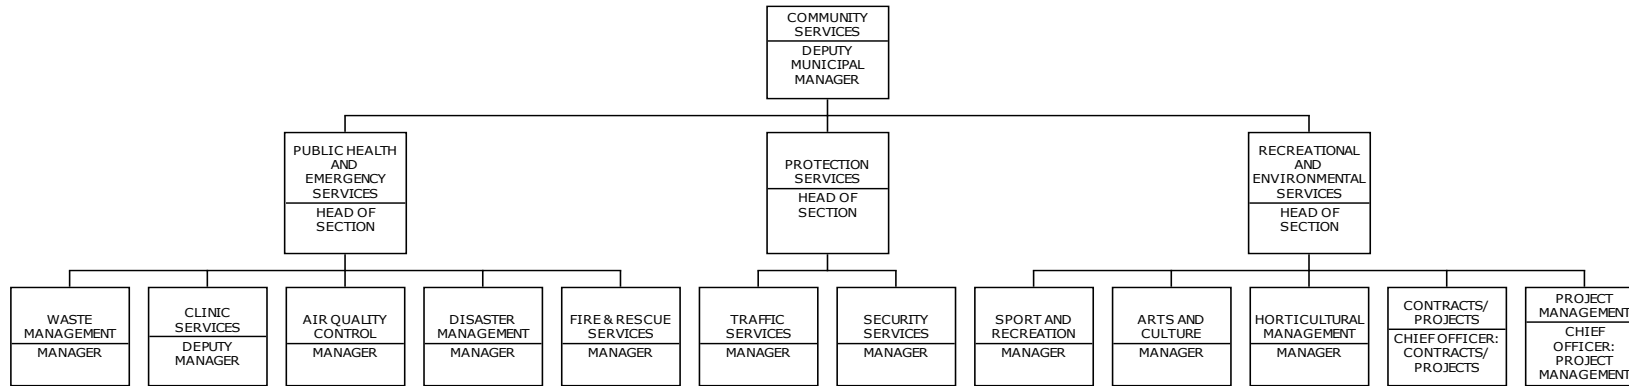 COMMUNITY
SERVICES
DEPUTY
MUNICIPAL
MANAGER
PUBLIC HEALTH
AND
EMERGENCY
SERVICES
HEAD OF
SECTION
PROTECTION
SERVICES
HEAD OF
SECTION
RECREATIONAL
AND
ENVIRONMENTAL
SERVICES
HEAD OF
SECTION
WASTE
MANAGEMENT
MANAGER
CLINIC
SERVICES
DEPUTY
MANAGER
AIR QUALITY
CONTROL
MANAGER
DISASTER
MANAGEMENT
MANAGER
FIRE & RESCUE
SERVICES
MANAGER
TRAFFIC
SERVICES
MANAGER
SECURITY
SERVICES
MANAGER
SPORT AND
RECREATION
MANAGER
ARTS AND
CULTURE
MANAGER
HORTICULTURAL
MANAGEMENT
MANAGER
CONTRACTS/
PROJECTS
CHIEF OFFICER:
CONTRACTS/
PROJECTS
PROJECT
MANAGEMENT
CHIEF
OFFICER:
PROJECT
MANAGEMENT